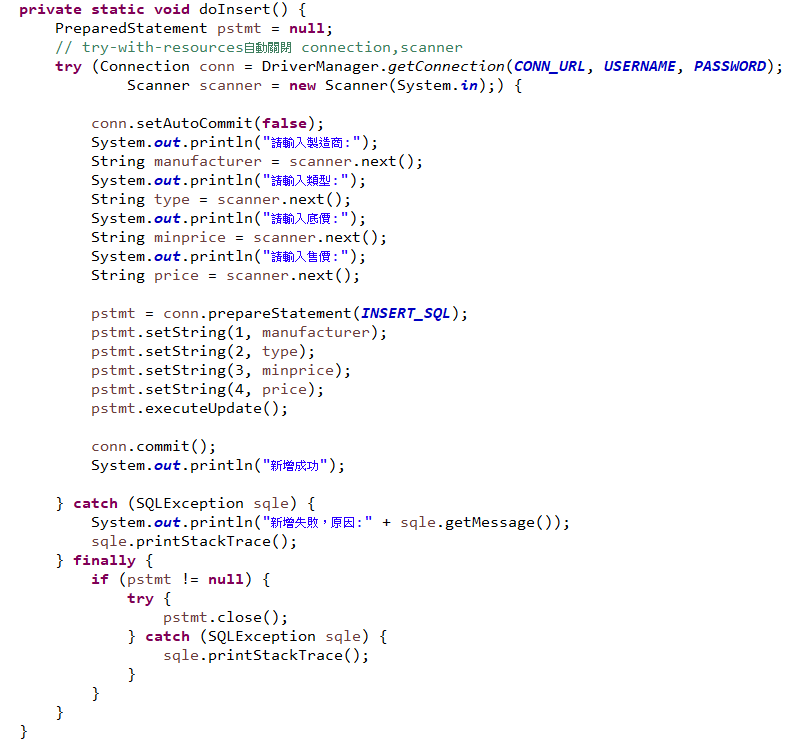 private static void doInsert() {
    PreparedStatement pstmt = null;
    // try-with-resources自動關閉 connection,scanner
    try (Connection conn = DriverManager.getConnection(CONN_URL, USERNAME, PASSWORD);
            Scanner scanner = new Scanner(System.in);) {
        conn.setAutoCommit(false);
        System.out.println("請輸入製造商:");
        String manufacturer = scanner.next();
        System.out.println("請輸入類型:");
        String type = scanner.next();
        System.out.println("請輸入底價:");
        String minprice = scanner.next();
        System.out.println("請輸入售價:");
        String price = scanner.next();
        pstmt = conn.prepareStatement(INSERT_SQL);
        pstmt.setString(1, manufacturer);
        pstmt.setString(2, type);
        pstmt.setString(3, minprice);
        pstmt.setString(4, price);
        pstmt.executeUpdate();
        conn.commit();
        System.out.println("新增成功");
    } catch (SQLException sqle) {
        System.out.println("新增失敗，原因:" + sqle.getMessage());
        sqle.printStackTrace();
    } finally {
        if (pstmt != null) {
            try {
                pstmt.close();
            } catch (SQLException sqle) {
                sqle.printStackTrace();
            }
        }
    }
}